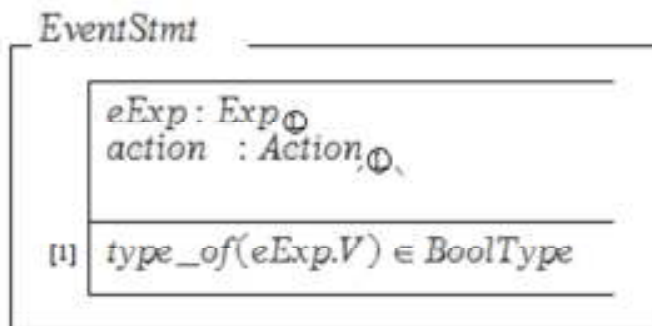 EventStmt
eExp : Exp Ⓛ
action : Action Ⓛ
[1] type_of(eExp.V) ∈ BoolType